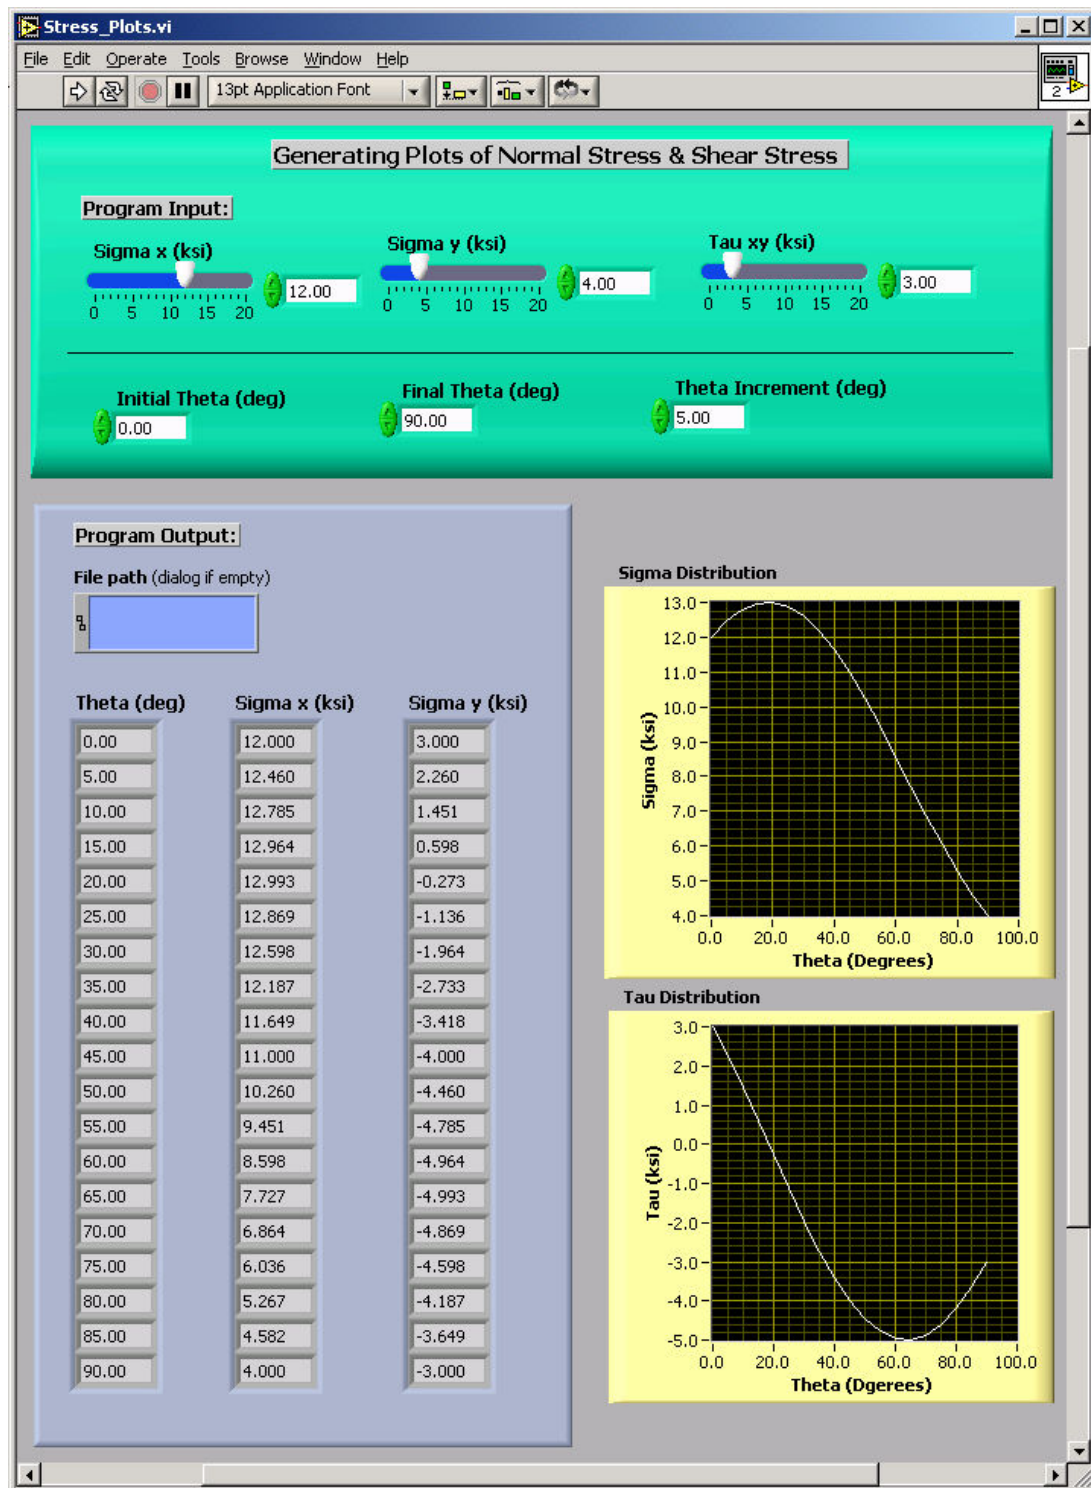 Stress_Plots.vi
File Edit Operate Tools Browse Window Help
13pt Application Font
2
Generating Plots of Normal Stress & Shear Stress
Program Input:
Sigma x (ksi) Sigma y (ksi) Tau xy (ksi)
12.00 4.00 3.00
0 5 10 15 20 0 5 10 15 20 0 5 10 15 20
Initial Theta (deg) Final Theta (deg) Theta Increment (deg)
0.00 90.00 5.00
Program Output:
File path (dialog if empty)
Theta (deg) Sigma x (ksi) Sigma y (ksi)
0.00 12.000 3.000
5.00 12.460 2.260
10.00 12.785 1.451
15.00 12.964 0.598
20.00 12.993 -0.273
25.00 12.869 -1.136
30.00 12.598 -1.964
35.00 12.187 -2.733
40.00 11.649 -3.418
45.00 11.000 -4.000
50.00 10.260 -4.460
55.00 9.451 -4.785
60.00 8.598 -4.964
65.00 7.727 -4.993
70.00 6.864 -4.869
75.00 6.036 -4.598
80.00 5.267 -4.187
85.00 4.582 -3.649
90.00 4.000 -3.000
Sigma Distribution
Sigma (ksi)
13.0
12.0
11.0
10.0
9.0
8.0
7.0
6.0
5.0
4.0
0.0 20.0 40.0 60.0 80.0 100.0
Theta (Degrees)
Tau Distribution
Tau (ksi)
3.0
2.0
1.0
0.0
-1.0
-2.0
-3.0
-4.0
-5.0
0.0 20.0 40.0 60.0 80.0 100.0
Theta (Dgerees)